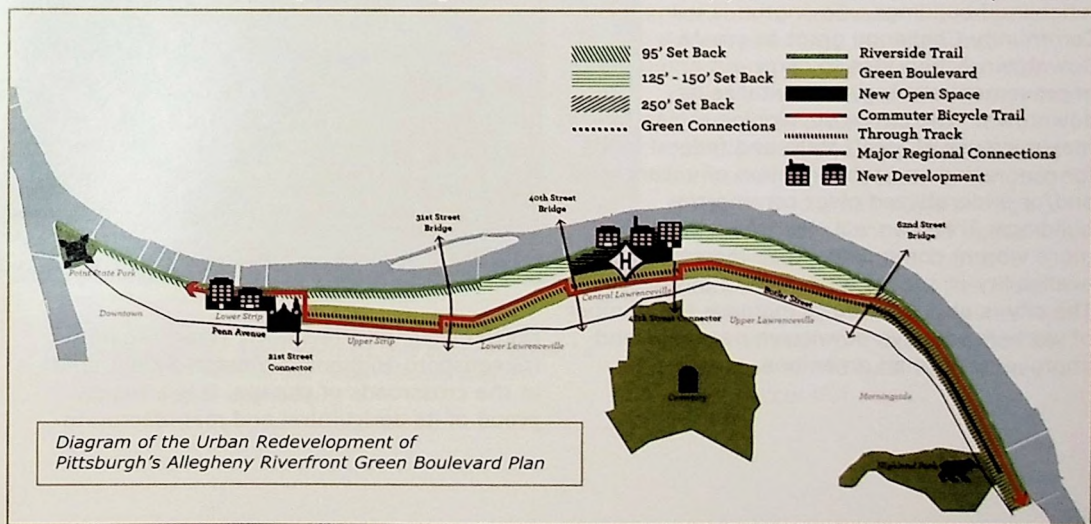 95' Set Back
125' - 150' Set Back
250' Set Back
Green Connections
Riverside Trail
Green Boulevard
New Open Space
Commuter Bicycle Trail
Through Track
Major Regional Connections
New Development
40th Street
Bridge
31st Street
Bridge
62nd Street
Bridge
H
Point State Park
Downtown
Lower Strip
Penn Avenue
21st Street
Connector
Upper Strip
Lower Lawrenceville
Central Lawrenceville
Butler Street
Connector
Upper Lawrenceville
Cemetery
Morningside
Highland Park
Diagram of the Urban Redevelopment of
Pittsburgh's Allegheny Riverfront Green Boulevard Plan